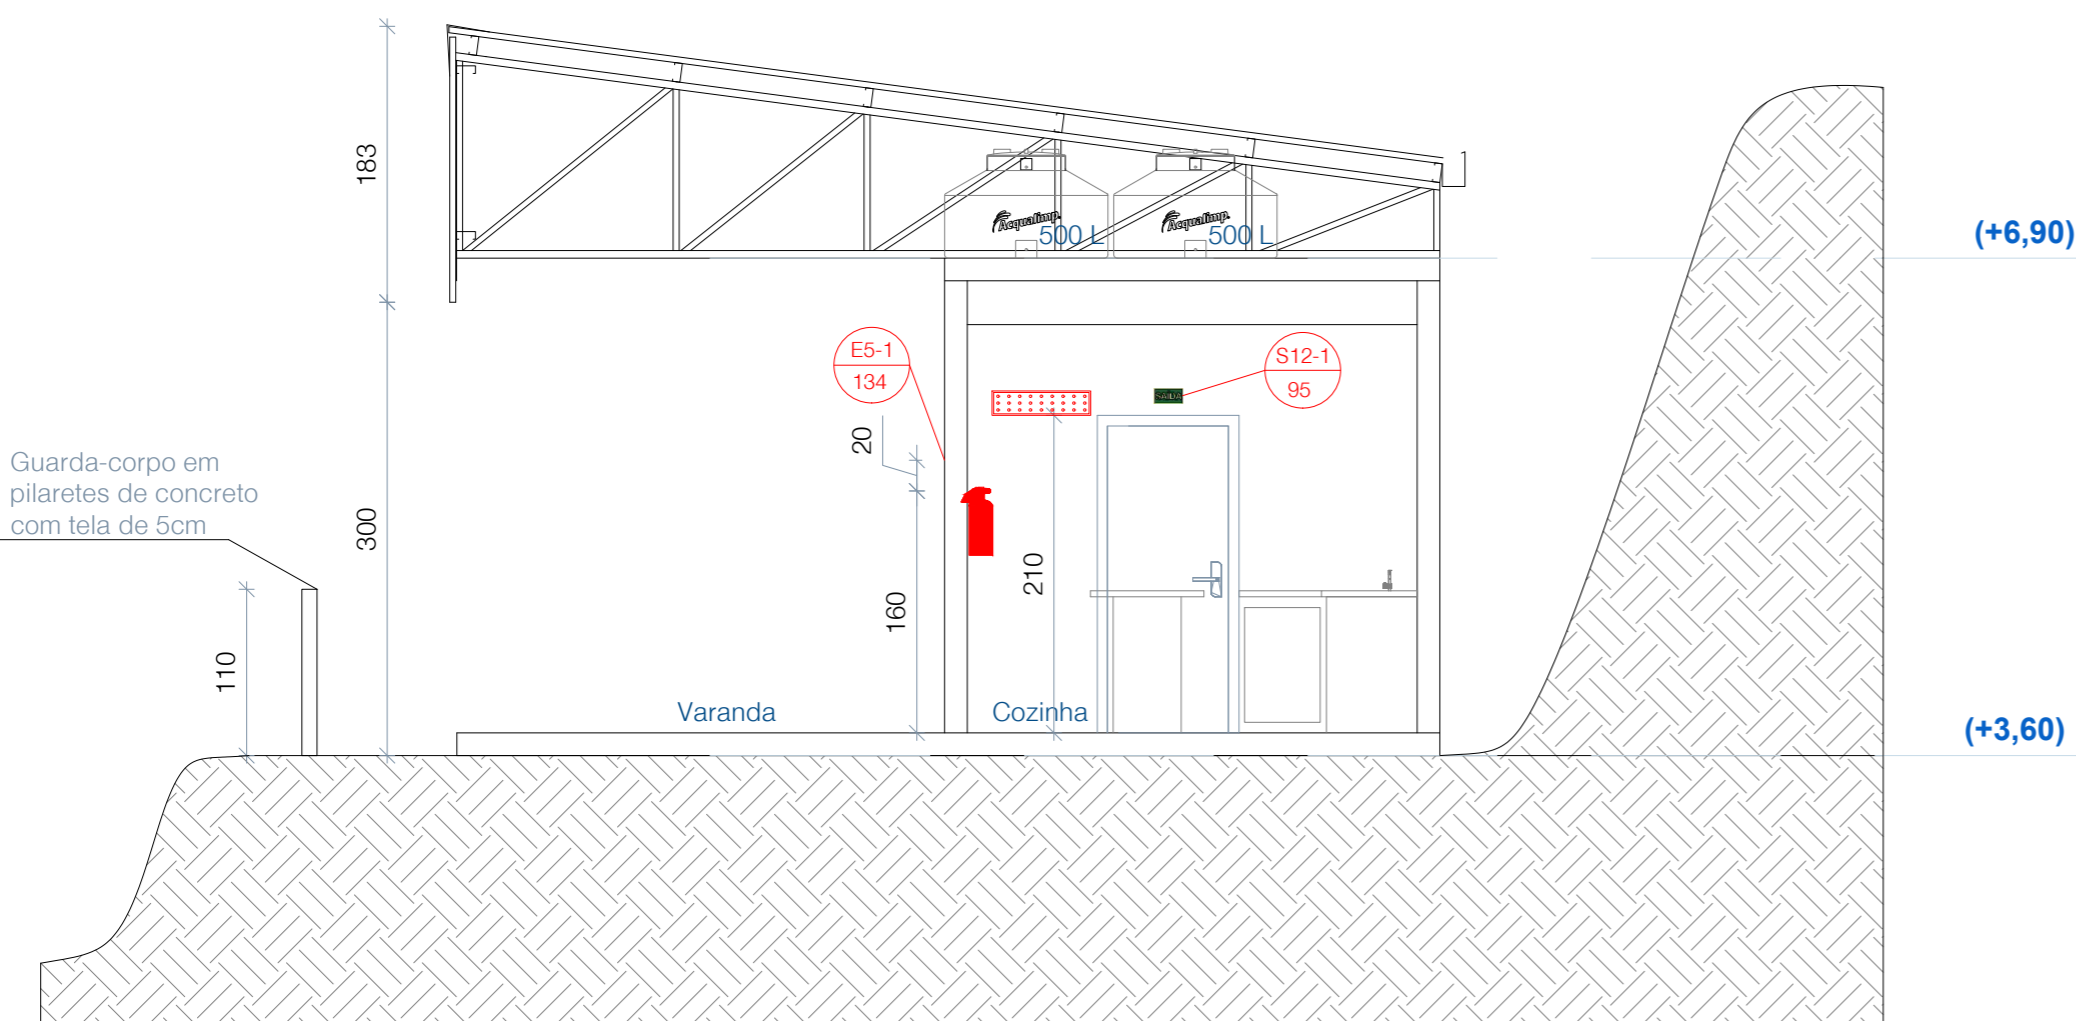 183
Acqualimp.
Acqualimp.
500 L
500 L
(+6,90)
E5-1
134
S12-1
95
SAIDA
20
Guarda-corpo em
pilaretes de concreto
com tela de 5cm
300
210
160
110
Varanda
Cozinha
(+3,60)